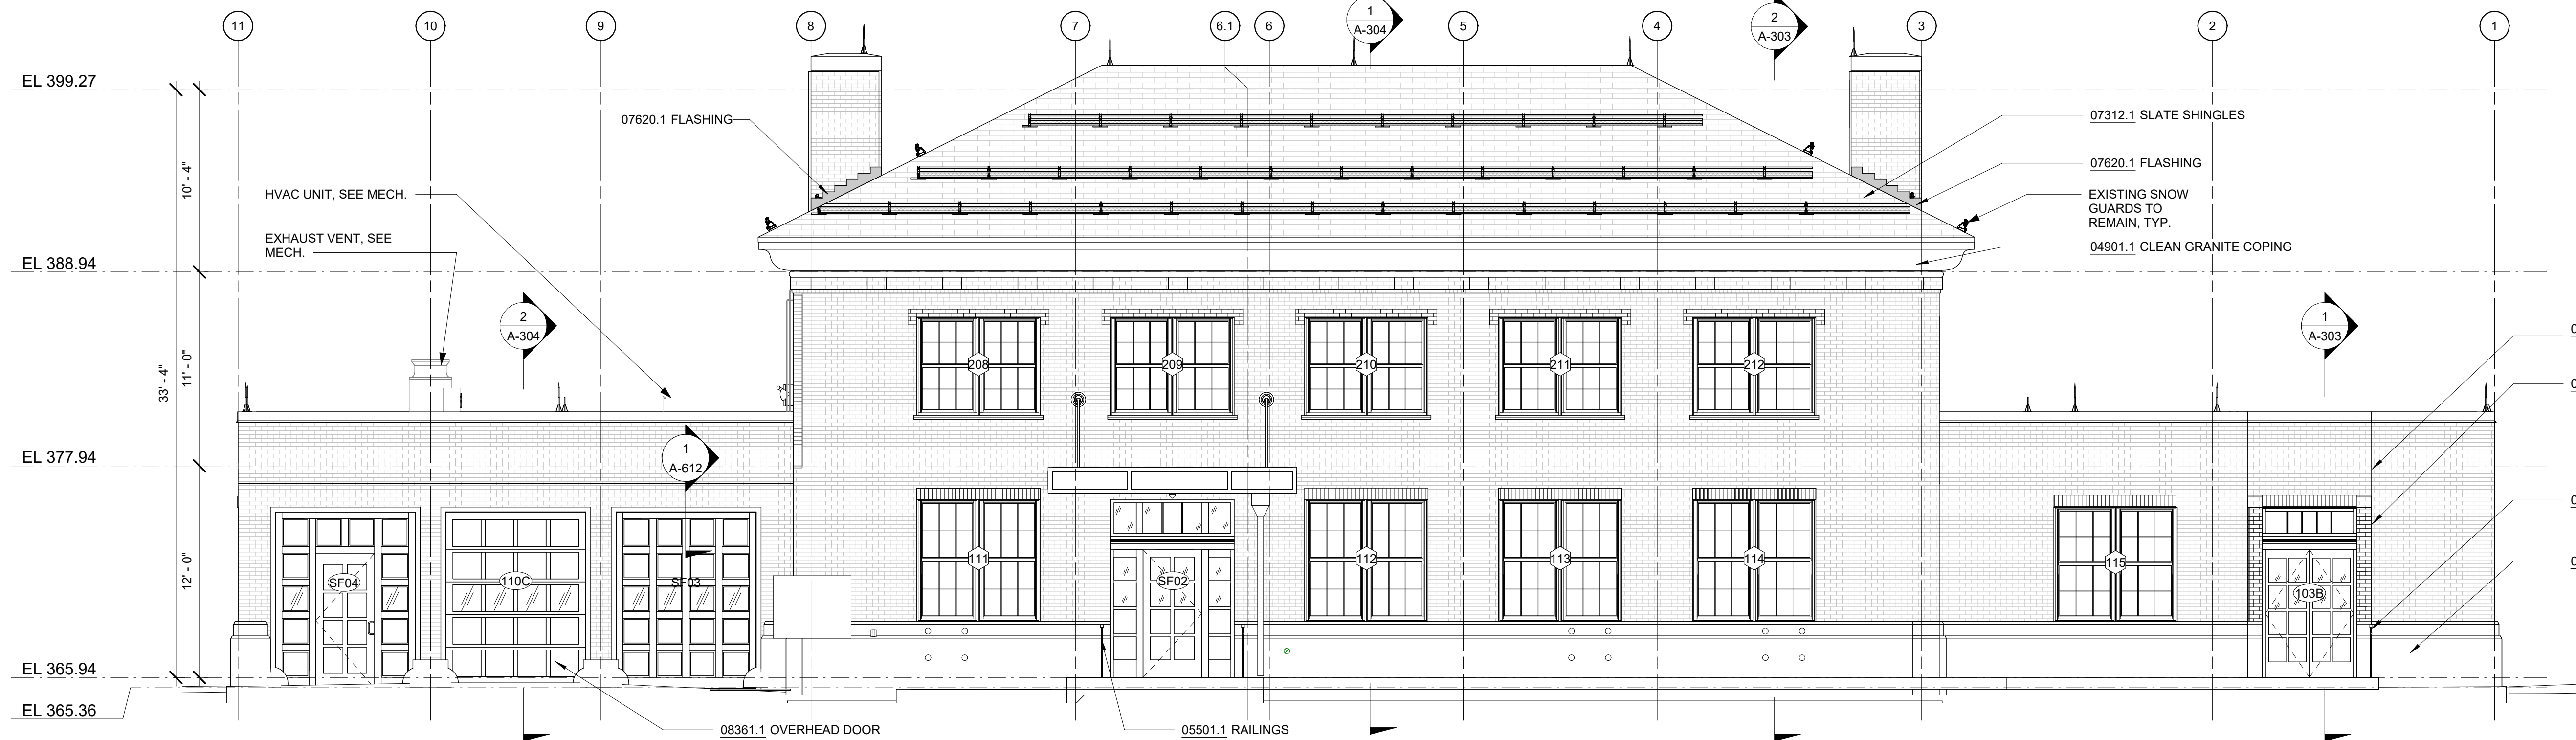 11
10
9
8
7
6.1
6
1
A-304
5
4
2
A-303
3
2
1
EL 399.27
07620.1 FLASHING
07312.1 SLATE SHINGLES
07620.1 FLASHING
EXISTING SNOW
GUARDS TO
REMAIN, TYP.
04901.1 CLEAN GRANITE COPING
10' - 4"
HVAC UNIT, SEE MECH.
EXHAUST VENT, SEE
MECH.
EL 388.94
2
A-304
1
A-303
33' - 4"
11' - 0"
208
209
210
211
212
EL 377.94
1
A-612
12' - 0"
111
112
113
114
115
SF04
110C
SF03
SF02
103B
EL 365.94
EL 365.36
08361.1 OVERHEAD DOOR
05501.1 RAILINGS
0
0
0
0